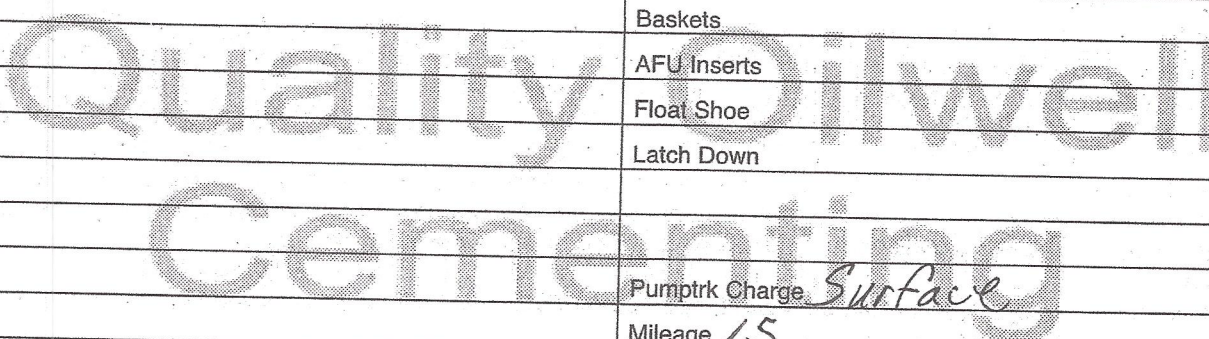 Baskets
AFU Inserts
Float Shoe
Latch Down
Quality Oilwell
Cementing
Pumptrk Charge Surface
Mileage 15